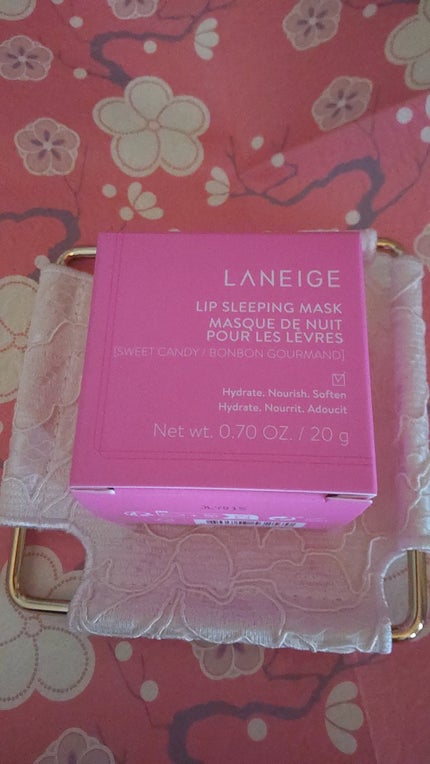 LANEIGE
LIP SLEEPING MASK
MASQUE DE NUIT
POUR LES LÈVRES
[SWEET CANDY / BONBON GOURMAND]
Hydrate. Nourish. Soften
Hydrate. Nourrit. Adoucit
Net wt. 0.70 OZ. / 20 g